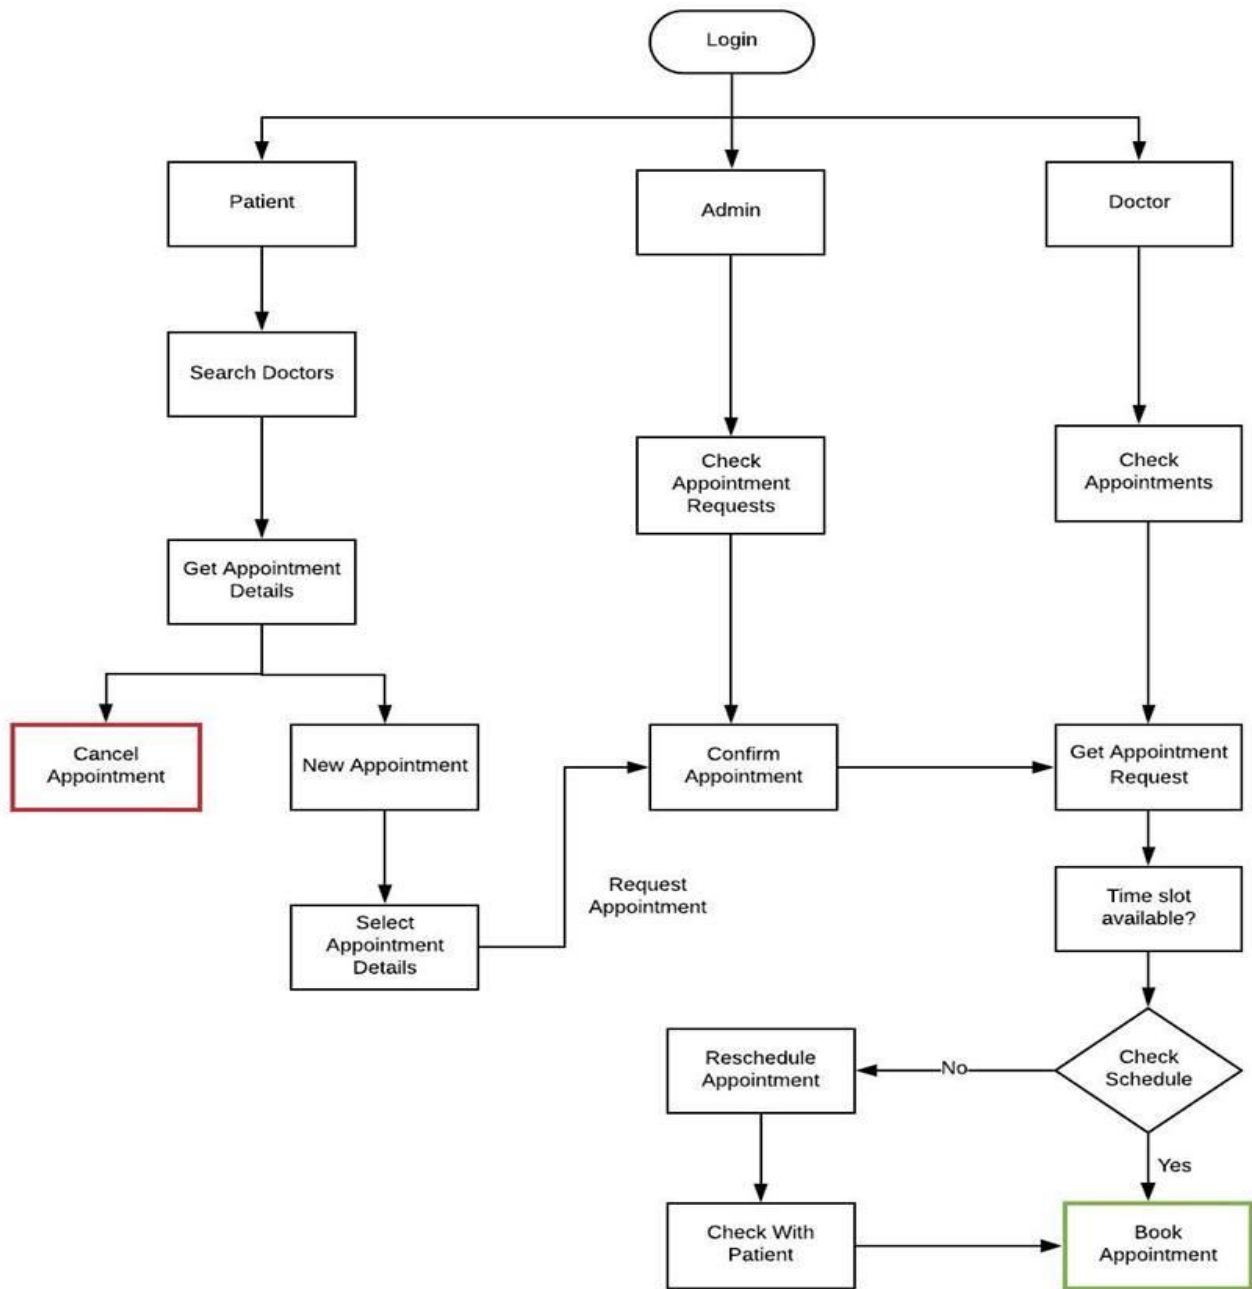 Login
Patient
Admin
Doctor
Search Doctors
Check
Appointment
Requests
Check
Appointments
Get Appointment
Details
Cancel
Appointment
New Appointment
Confirm
Appointment
Get Appointment
Request
Request
Appointment
Select
Appointment
Details
Time slot
available?
Reschedule
Appointment
No
Check
Schedule
Yes
Check With
Patient
Book
Appointment